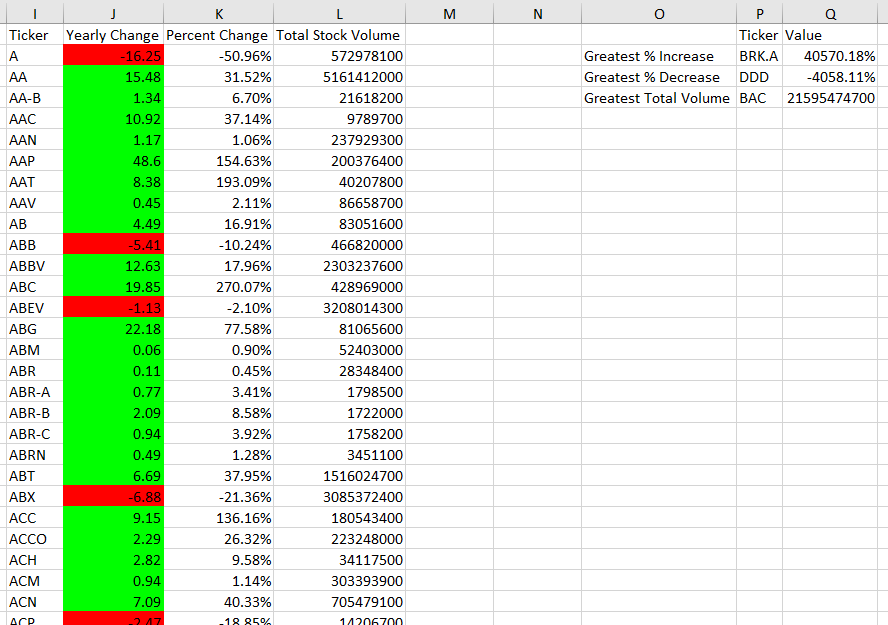 I J K L M N O P Q
Ticker Yearly Change Percent Change Total Stock Volume Ticker Value
A -16.25 -50.96% 572978100 Greatest % Increase BRK.A 40570.18%
AA 15.48 31.52% 5161412000 Greatest % Decrease DDD -4058.11%
AA-B 1.34 6.70% 21618200 Greatest Total Volume BAC 21595474700
AAC 10.92 37.14% 9789700
AAN 1.17 1.06% 237929300
AAP 48.6 154.63% 200376400
AAT 8.38 193.09% 40207800
AAV 0.45 2.11% 86658700
AB 4.49 16.91% 83051600
ABB -5.41 -10.24% 466820000
ABBV 12.63 17.96% 2303237600
ABC 19.85 270.07% 428969000
ABEV -1.13 -2.10% 3208014300
ABG 22.18 77.58% 81065600
ABM 0.06 0.90% 52403000
ABR 0.11 0.45% 28348400
ABR-A 0.77 3.41% 1798500
ABR-B 2.09 8.58% 1722000
ABR-C 0.94 3.92% 1758200
ABRN 0.49 1.28% 3451100
ABT 6.69 37.95% 1516024700
ABX -6.88 -21.36% 3085372400
ACC 9.15 136.16% 180543400
ACCO 2.29 26.32% 223248000
ACH 2.82 9.58% 34117500
ACM 0.94 1.14% 303393900
ACN 7.09 40.33% 705479100
ACP -2.47 -18.85% 14206700